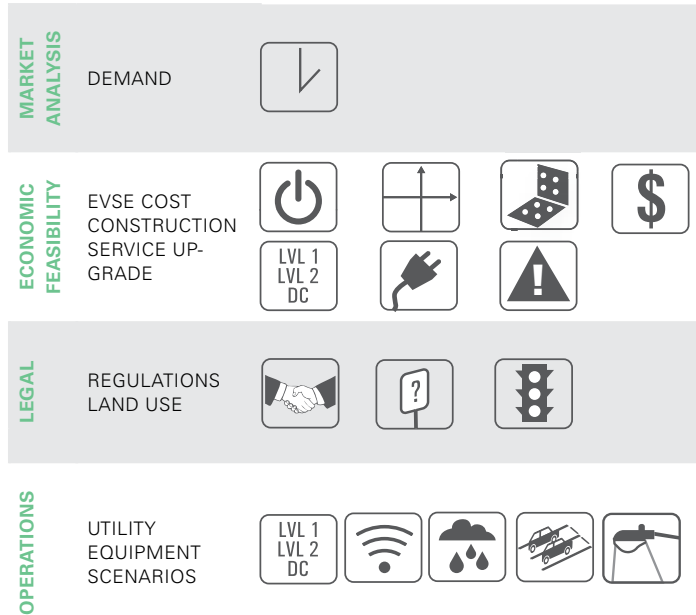 MARKET
ANALYSIS
DEMAND
ECONOMIC
FEASIBILITY
EVSE COST
CONSTRUCTION
SERVICE UP-
GRADE
$
LVL 1
LVL 2
DC
!
LEGAL
REGULATIONS
LAND USE
?
OPERATIONS
UTILITY
EQUIPMENT
SCENARIOS
LVL 1
LVL 2
DC